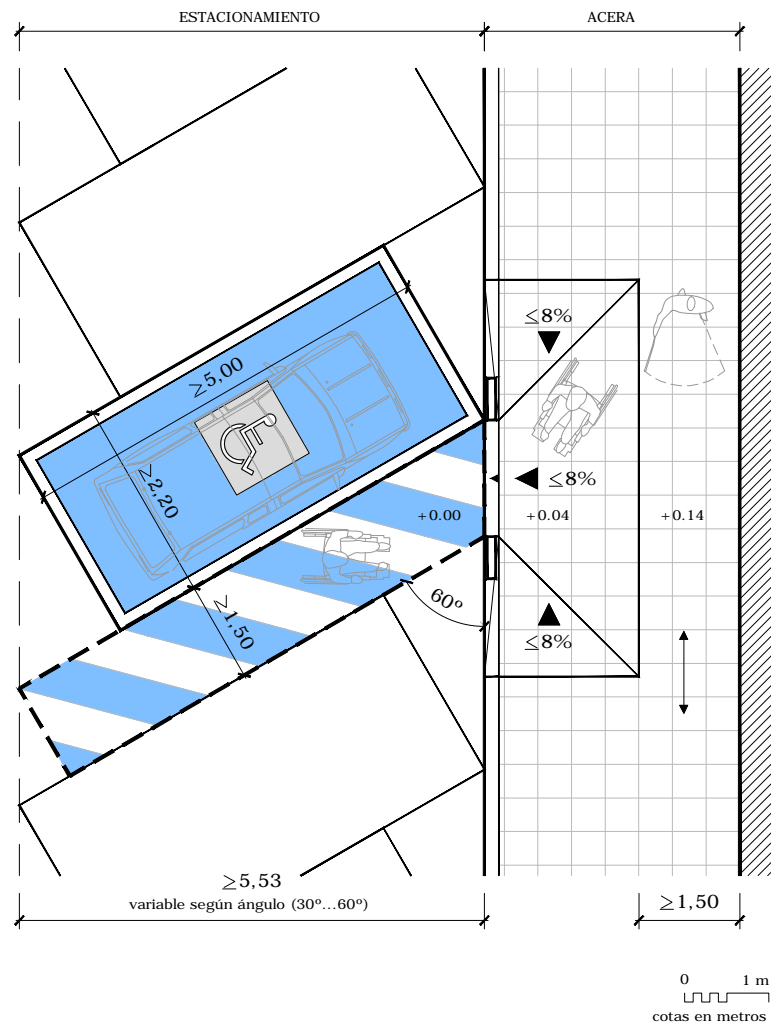 ESTACIONAMIENTO
ACERA
≤8%
≥5,00
≥2,20
≤8%
+0.00
+0.04
+0.14
60º
≥1,50
≤8%
≥5,53
variable según ángulo (30º...60º)
≥1,50
0 1 m
cotas en metros